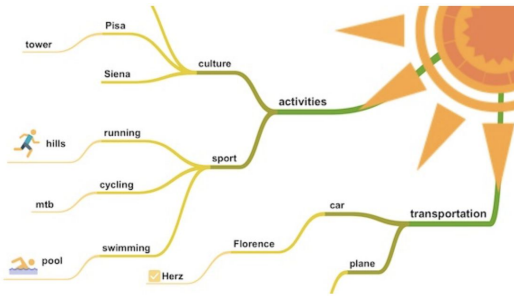 Pisa
tower
culture
Siena
activities
running
hills
sport
cycling
mtb
swimming
pool
car
transportation
Florence
plane
Herz